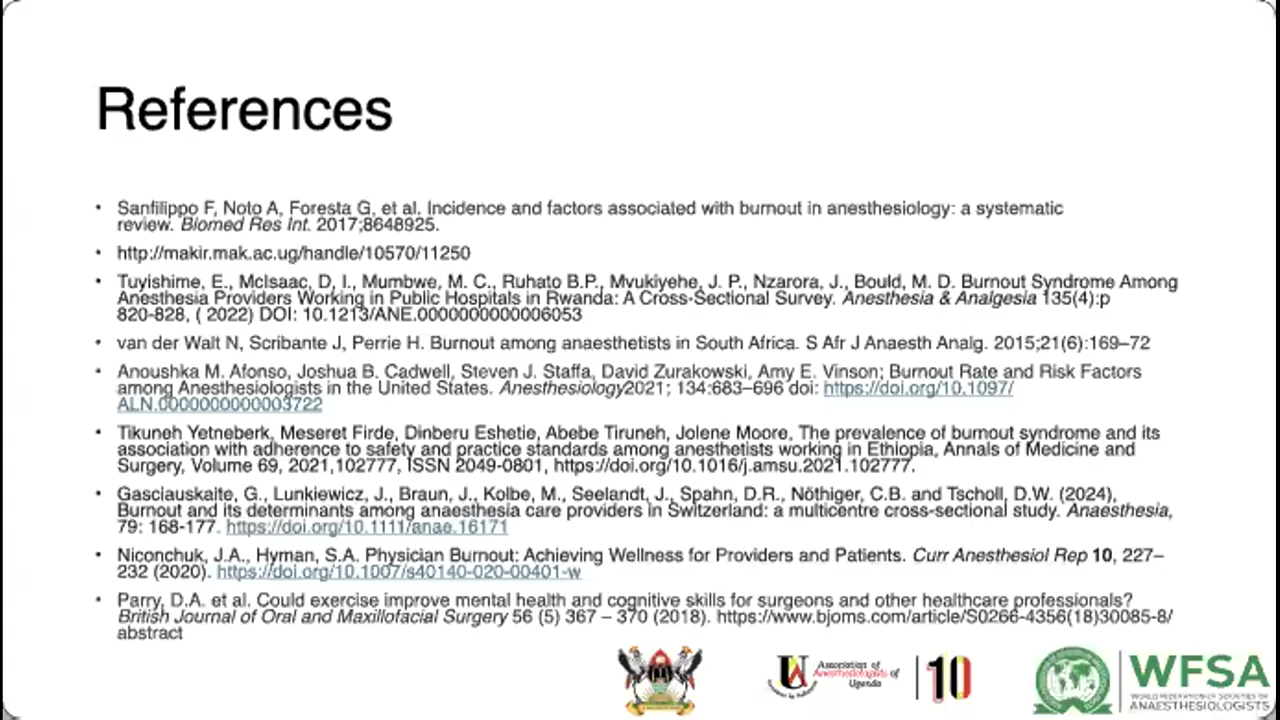 References
• Sanfilippo F, Noto A, Foresta G, et al. Incidence and factors associated with burnout in anesthesiology: a systematic
review. Biomed Res Int. 2017;8648925.
• http://makir.mak.ac.ug/handle/10570/11250
• Tuyishime, E., McIsaac, D, I., Mumbwe, M. C., Ruhato B.P., Mvukiyehe, J. P., Nzarora, J., Bould, M. D. Burnout Syndrome Among
Anesthesia Providers Working in Public Hospitals in Rwanda: A Cross-Sectional Survey. Anesthesia & Analgesia 135(4):p
820-828, ( 2022) DOI: 10.1213/ANE.0000000000006053
• van der Walt N, Scribante J, Perrie H. Burnout among anaesthetists in South Africa. S Afr J Anaesth Analg. 2015;21(6):169–72
• Anoushka M. Afonso, Joshua B. Cadwell, Steven J. Staffa, David Zurakowski, Amy E. Vinson; Burnout Rate and Risk Factors
among Anesthesiologists in the United States. Anesthesiology2021; 134:683–696 doi: https://doi.org/10.1097/
ALN.0000000000003722
• Tikuneh Yetneberk, Meseret Firde, Dinberu Eshetie, Abebe Tiruneh, Jolene Moore, The prevalence of burnout syndrome and its
association with adherence to safety and practice standards among anesthetists working in Ethiopia, Annals of Medicine and
Surgery, Volume 69, 2021,102777, ISSN 2049-0801, https://doi.org/10.1016/j.amsu.2021.102777.
• Gasciauskaite, G., Lunkiewicz, J., Braun, J., Kolbe, M., Seelandt, J., Spahn, D.R., Nöthiger, C.B. and Tscholl, D.W. (2024),
Burnout and its determinants among anaesthesia care providers in Switzerland: a multicentre cross-sectional study. Anaesthesia,
79: 168-177. https://doi.org/10.1111/anae.16171
• Niconchuk, J.A., Hyman, S.A. Physician Burnout: Achieving Wellness for Providers and Patients. Curr Anesthesiol Rep 10, 227–
232 (2020). https://doi.org/10.1007/s40140-020-00401-w
• Parry, D.A. et al. Could exercise improve mental health and cognitive skills for surgeons and other healthcare professionals?
British Journal of Oral and Maxillofacial Surgery 56 (5) 367 – 370 (2018). https://www.bjoms.com/article/S0266-4356(18)30085-8/
abstract
Association of
Anesthesiologists of
Uganda
10
WFSA
WORLD FEDERATION OF SOCIETIES OF
ANAESTHESIOLOGISTS